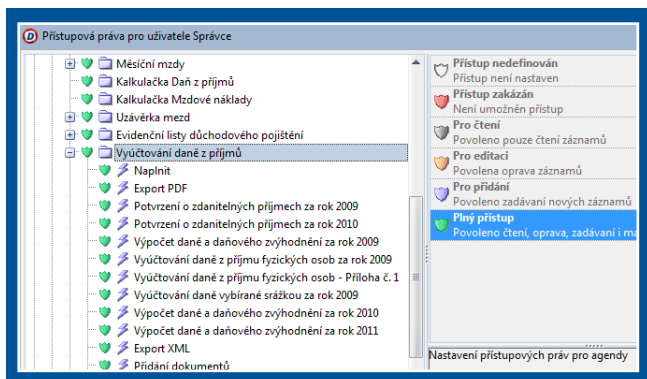 Přístupová práva pro uživatele Správce
Měsíční mzdy
Kalkulačka Daň z příjmů
Kalkulačka Mzdové náklady
Uzávěrka mezd
Evidenční listy důchodového pojištění
Vyúčtování daně z příjmů
Naplnit
Export PDF
Potvrzení o zdanitelných příjmech za rok 2009
Potvrzení o zdanitelných příjmech za rok 2010
Výpočet daně a daňového zvýhodnění za rok 2009
Vyúčtování daně z příjmu fyzických osob za rok 2009
Vyúčtování daně z příjmu fyzických osob - Příloha č. 1
Vyúčtování daně vybírané srážkou za rok 2009
Výpočet daně a daňového zvýhodnění za rok 2010
Výpočet daně a daňového zvýhodnění za rok 2011
Export XML
Přidání dokumentů
Přístup nedefinován
Přístup není nastaven
Přístup zakázán
Není umožněn přístup
Pro čtení
Povoleno pouze čtení záznamů
Pro editaci
Povolena oprava záznamů
Pro přidání
Povoleno zadávaní nových záznamů
Plný přístup
Povoleno čtení, oprava, zadávaní i ma
Nastavení přístupových práv pro agendy